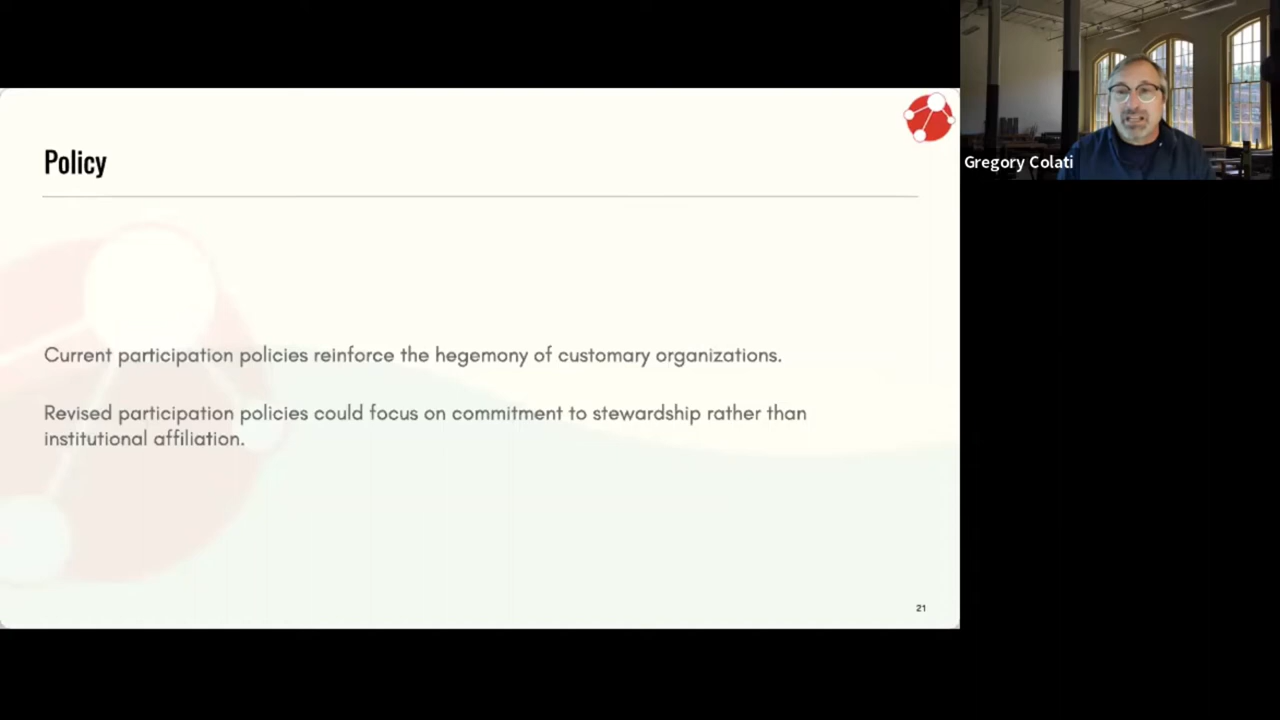 Policy
Current participation policies reinforce the hegemony of customary organizations.
Revised participation policies could focus on commitment to stewardship rather than
institutional affiliation.
21
Gregory Colati